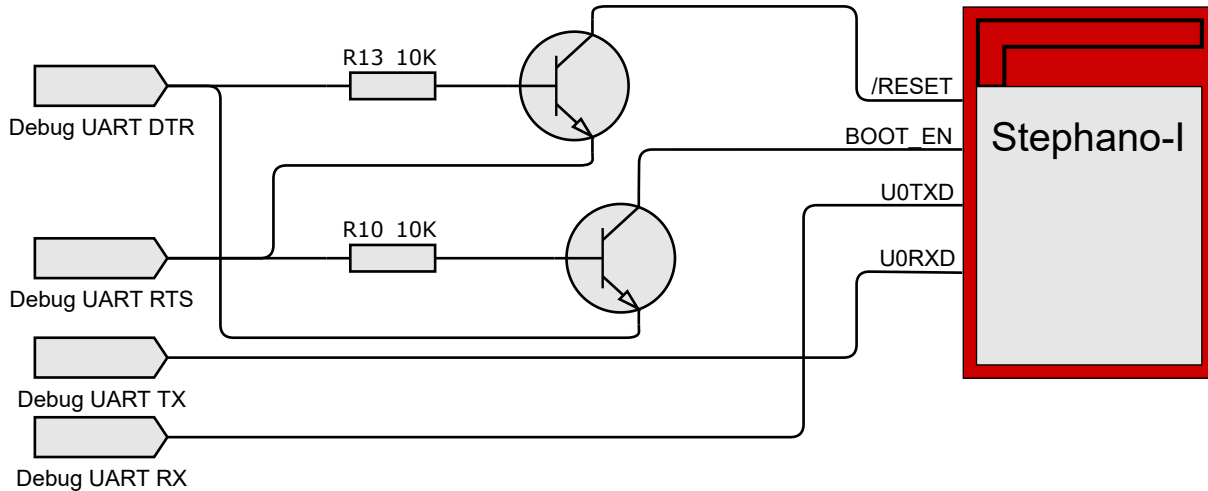 R13 10K
/RESET
Debug UART DTR
BOOT_EN
Stephano-I
U0TXD
R10 10K
U0RXD
Debug UART RTS
Debug UART TX
Debug UART RX